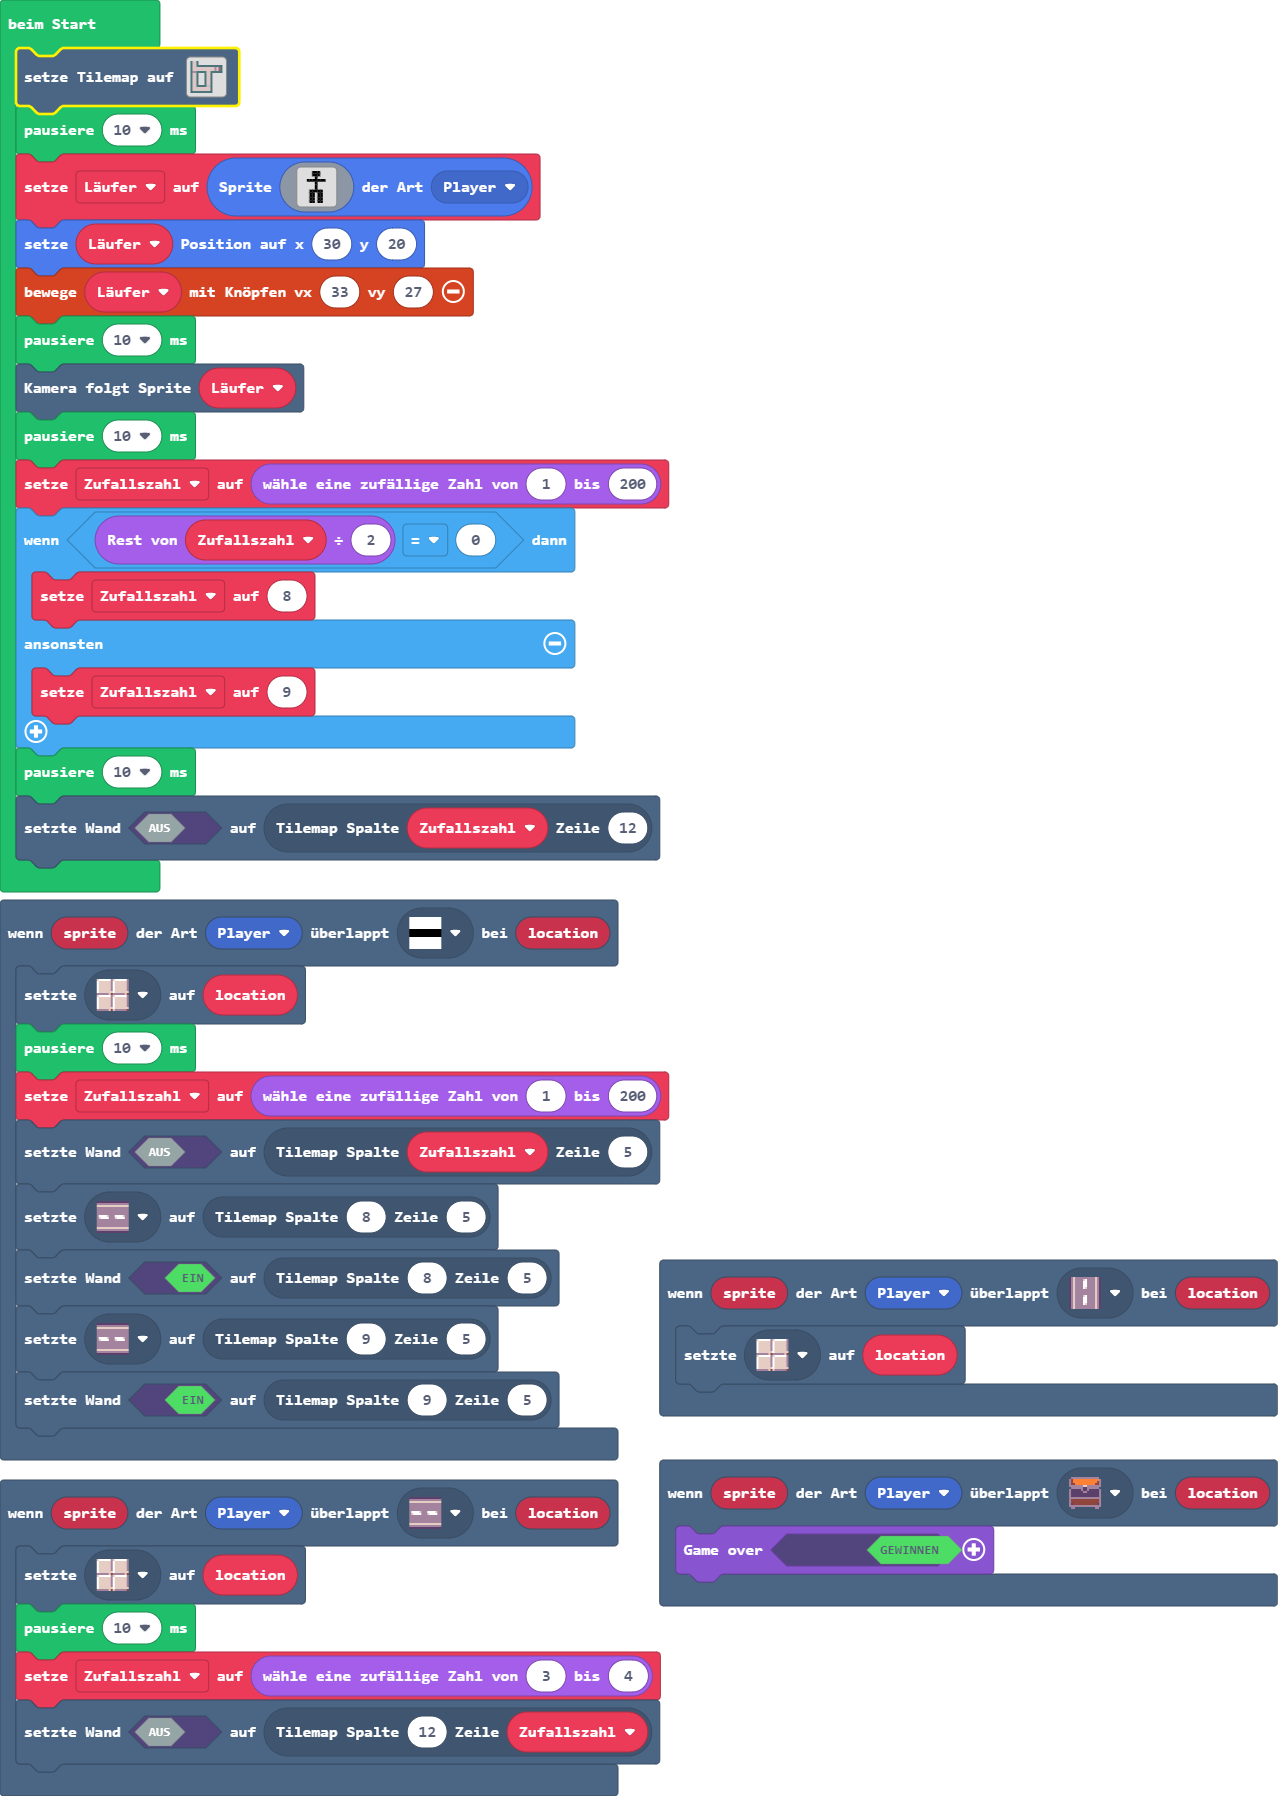 beim Start
setze Tilemap auf
pausiere 10 ms
setze Läufer auf Sprite der Art Player
setze Läufer Position auf x 30 y 20
bewege Läufer mit Knöpfen vx 33 vy 27
pausiere 10 ms
Kamera folgt Sprite Läufer
pausiere 10 ms
setze Zufallszahl auf wähle eine zufällige Zahl von 1 bis 200
wenn Rest von Zufallszahl ÷ 2 = 0 dann
setze Zufallszahl auf 8
ansonsten
setze Zufallszahl auf 9
pausiere 10 ms
setzte Wand AUS auf Tilemap Spalte Zufallszahl Zeile 12
wenn sprite der Art Player überlappt bei location
setzte auf location
pausiere 10 ms
setze Zufallszahl auf wähle eine zufällige Zahl von 1 bis 200
setzte Wand AUS auf Tilemap Spalte Zufallszahl Zeile 5
setzte auf Tilemap Spalte 8 Zeile 5
setzte Wand EIN auf Tilemap Spalte 8 Zeile 5
setzte auf Tilemap Spalte 9 Zeile 5
setzte Wand EIN auf Tilemap Spalte 9 Zeile 5
wenn sprite der Art Player überlappt bei location
setzte auf location
pausiere 10 ms
setze Zufallszahl auf wähle eine zufällige Zahl von 3 bis 4
setzte Wand AUS auf Tilemap Spalte 12 Zeile Zufallszahl
wenn sprite der Art Player überlappt bei location
setzte auf location
wenn sprite der Art Player überlappt bei location
Game over GEWINNEN